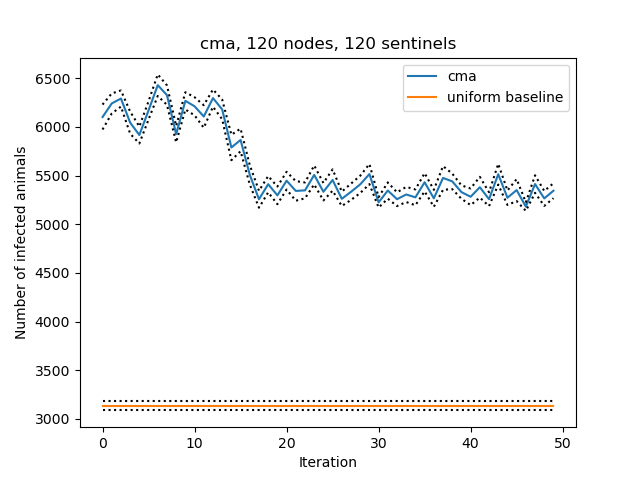 cma, 120 nodes, 120 sentinels
cma
uniform baseline
Number of infected animals
6500
6000
5500
5000
4500
4000
3500
3000
0 10 20 30 40 50
Iteration